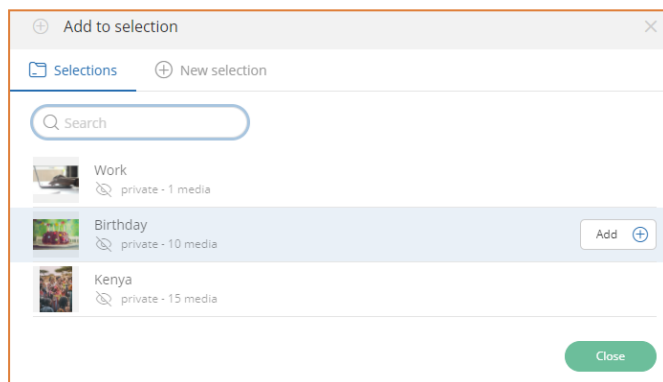 Add to selection
Selections New selection
Search
Work
private - 1 media
Birthday
private - 10 media
Add
Kenya
private - 15 media
Close